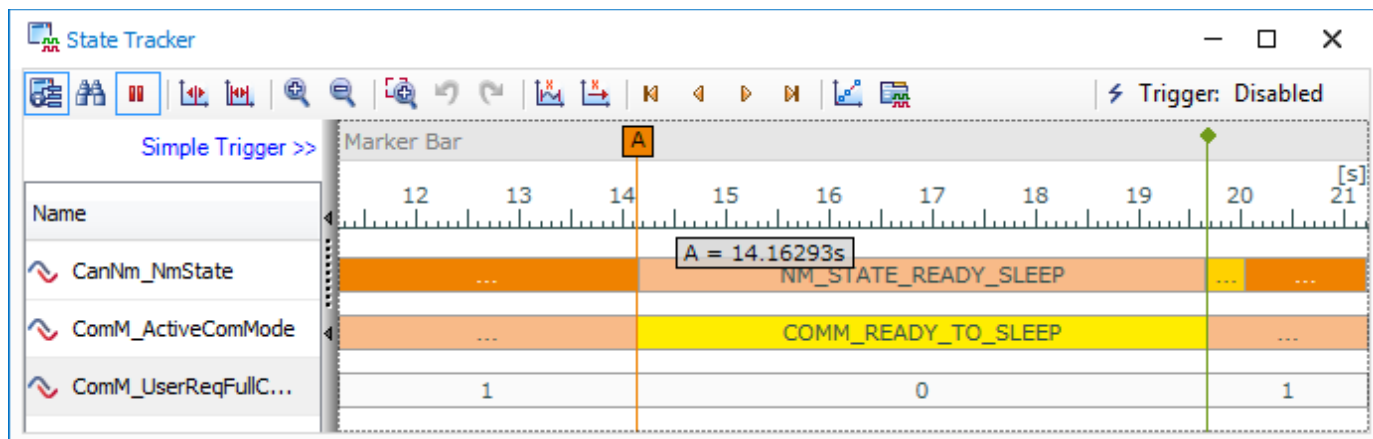 State Tracker
Trigger: Disabled
Simple Trigger >>
Marker Bar
A
[s]
12 13 14 15 16 17 18 19 20 21
Name
A = 14.16293s
CanNm_NmState
... NM_STATE_READY_SLEEP ... ...
ComM_ActiveComMode
... COMM_READY_TO_SLEEP ...
ComM_UserReqFullC...
1 0 1